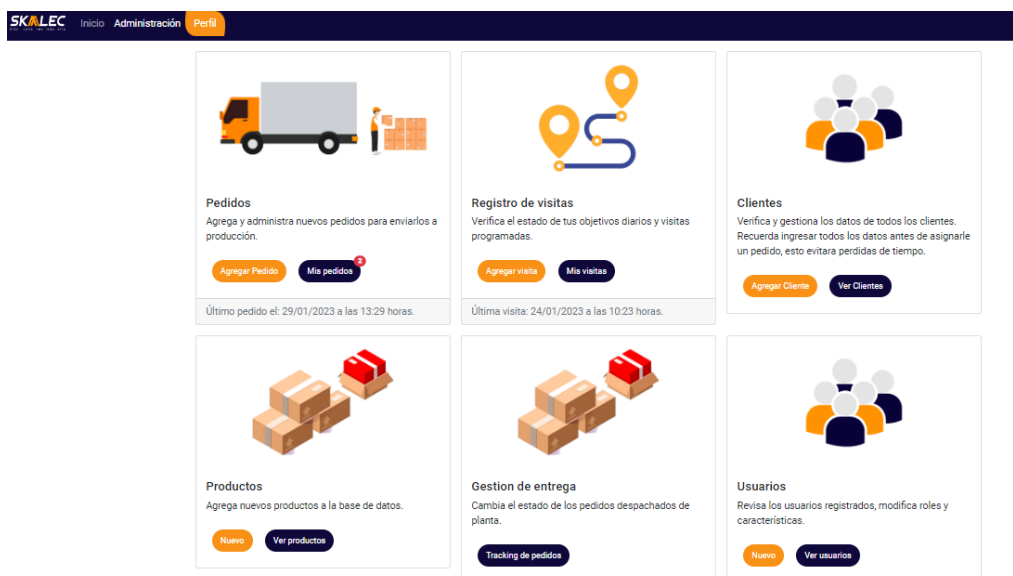 SKALEC Inicio Administración Perfil
Pedidos
Agrega y administra nuevos pedidos para enviarlos a
producción.
Agregar Pedido Mis pedidos 2
Último pedido el: 29/01/2023 a las 13:29 horas.
Registro de visitas
Verifica el estado de tus objetivos diarios y visitas
programadas.
Agregar visita Mis visitas
Última visita: 24/01/2023 a las 10:23 horas.
Clientes
Verifica y gestiona los datos de todos los clientes.
Recuerda ingresar todos los datos antes de asignarle
un pedido, esto evitara perdidas de tiempo.
Agregar Cliente Ver Clientes
Productos
Agrega nuevos productos a la base de datos.
Nuevo Ver productos
Gestion de entrega
Cambia el estado de los pedidos despachados de
planta.
Tracking de pedidos
Usuarios
Revisa los usuarios registrados, modifica roles y
características.
Nuevo Ver usuarios